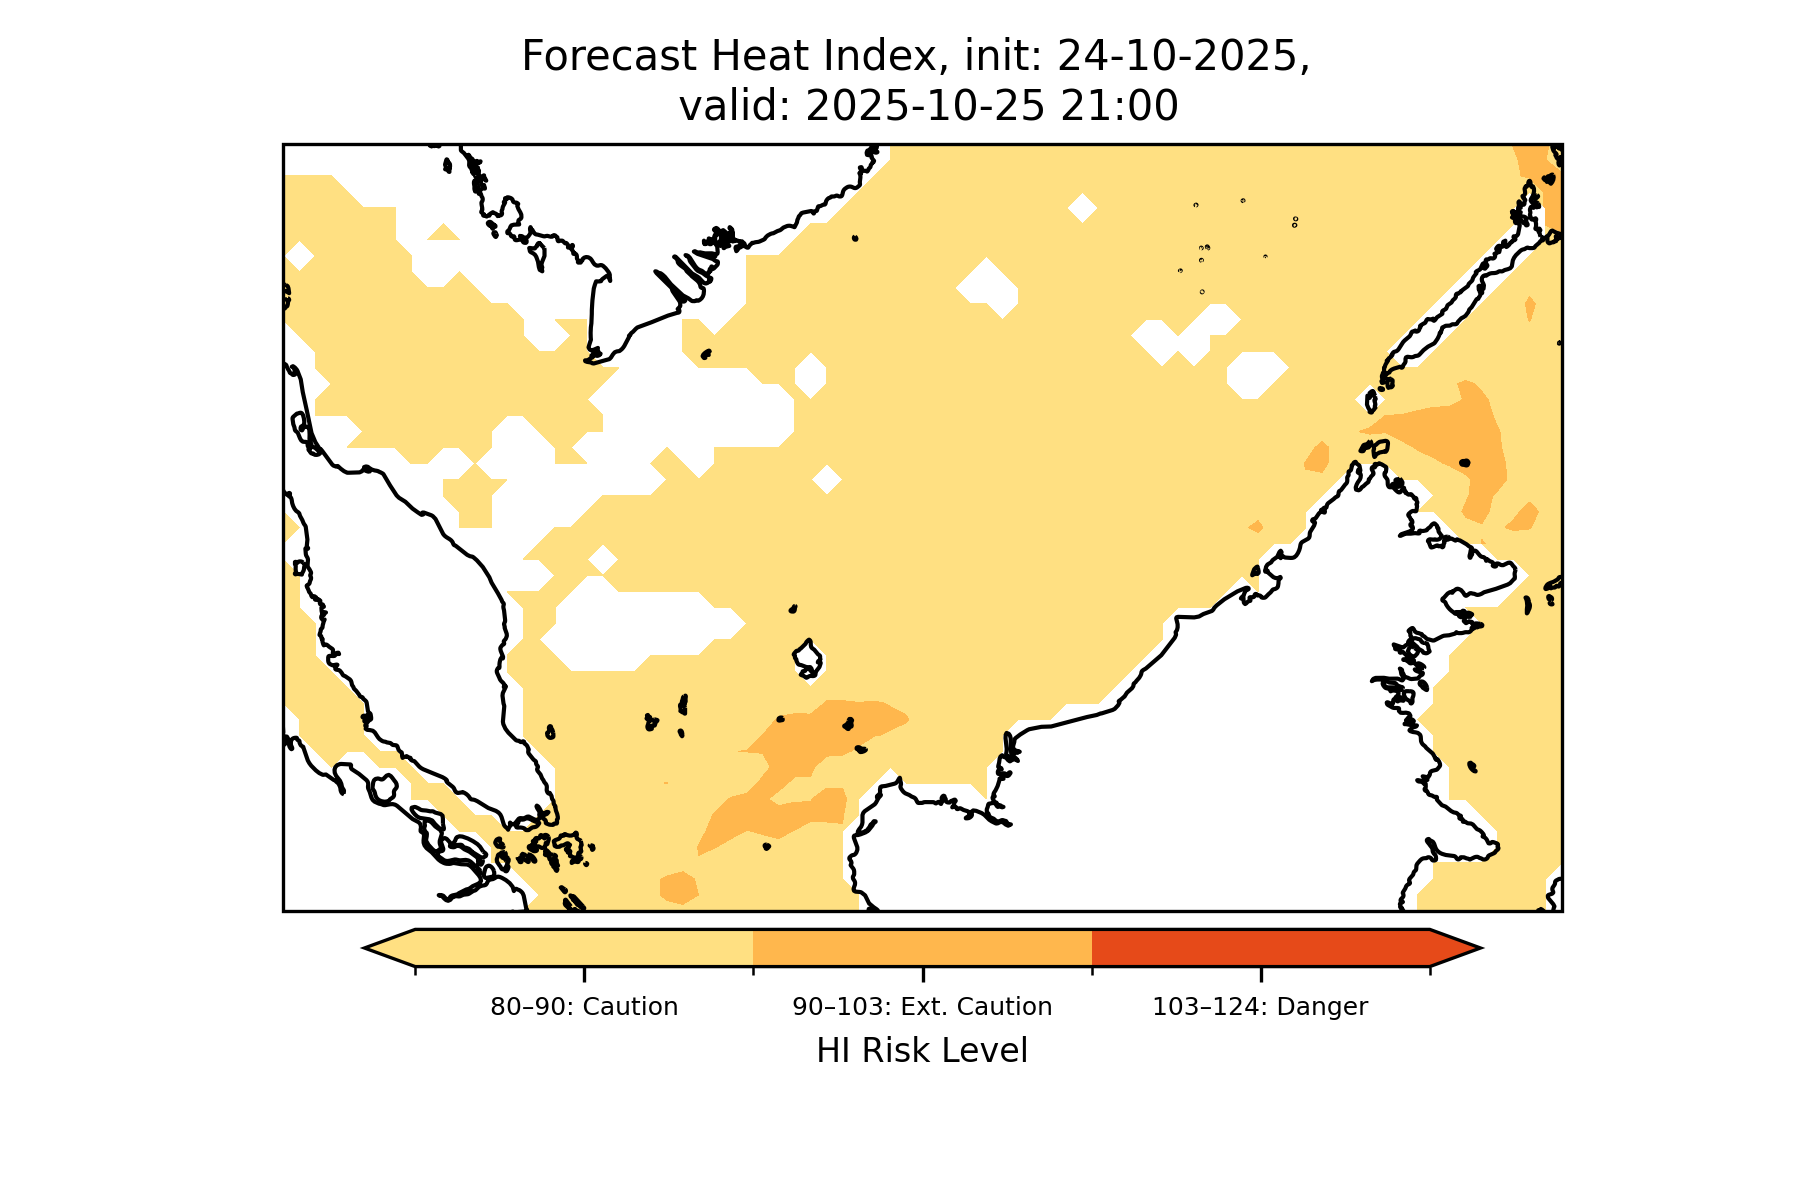 Forecast Heat Index, init: 24-10-2025,
valid: 2025-10-25 21:00
80–90: Caution
90–103: Ext. Caution
103–124: Danger
HI Risk Level